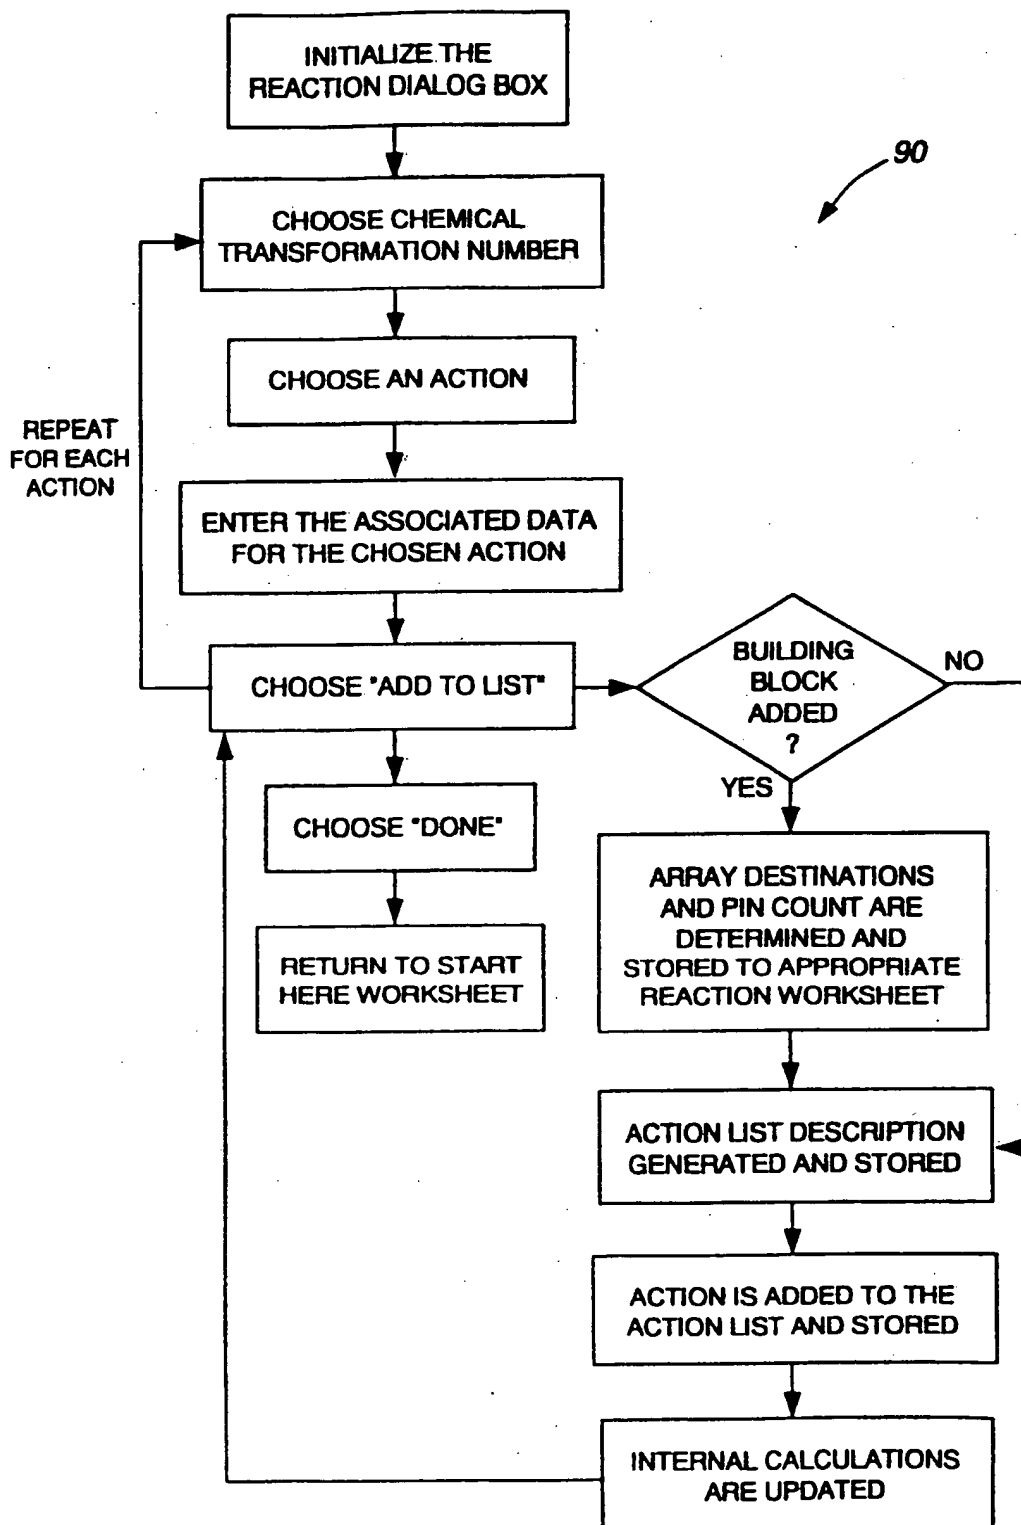 INITIALIZE THE
REACTION DIALOG BOX
90
CHOOSE CHEMICAL
TRANSFORMATION NUMBER
CHOOSE AN ACTION
REPEAT
FOR EACH
ACTION
ENTER THE ASSOCIATED DATA
FOR THE CHOSEN ACTION
CHOOSE "ADD TO LIST"
BUILDING
BLOCK
ADDED
?
NO
YES
CHOOSE "DONE"
RETURN TO START
HERE WORKSHEET
ARRAY DESTINATIONS
AND PIN COUNT ARE
DETERMINED AND
STORED TO APPROPRIATE
REACTION WORKSHEET
ACTION LIST DESCRIPTION
GENERATED AND STORED
ACTION IS ADDED TO THE
ACTION LIST AND STORED
INTERNAL CALCULATIONS
ARE UPDATED